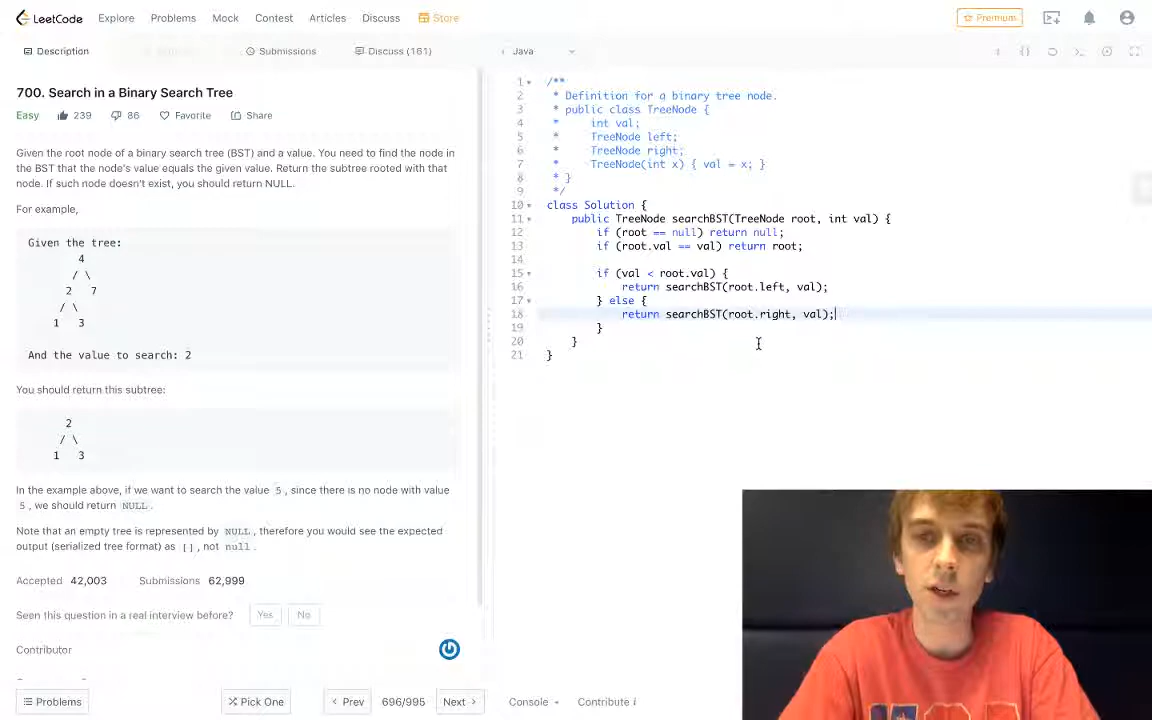 LeetCode Explore Problems Mock Contest Articles Discuss Store Premium
Description Submissions Discuss (161) Java
700. Search in a Binary Search Tree
Easy 239 86 Favorite Share
Given the root node of a binary search tree (BST) and a value. You need to find the node in
the BST that the node's value equals the given value. Return the subtree rooted with that
node. If such node doesn't exist, you should return NULL.
For example,
Given the tree:
4
/ \
2 7
/ \
1 3
And the value to search: 2
You should return this subtree:
2
/ \
1 3
In the example above, if we want to search the value 5, since there is no node with value
5, we should return NULL.
Note that an empty tree is represented by NULL, therefore you would see the expected
output (serialized tree format) as [], not null.
Accepted 42,003 Submissions 62,999
Seen this question in a real interview before? Yes No
Contributor
Problems Pick One < Prev 696/995 Next >
1 /**
2 * Definition for a binary tree node.
3 * public class TreeNode {
4 * int val;
5 * TreeNode left;
6 * TreeNode right;
7 * TreeNode(int x) { val = x; }
8 * }
9 */
10 class Solution {
11 public TreeNode searchBST(TreeNode root, int val) {
12 if (root == null) return null;
13 if (root.val == val) return root;
14
15 if (val < root.val) {
16 return searchBST(root.left, val);
17 } else {
18 return searchBST(root.right, val);
19 }
20 }
21 }
Console Contribute i